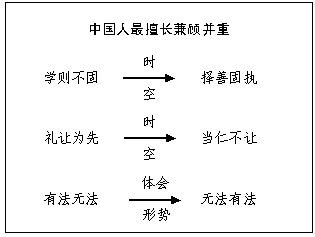 中国人最擅长兼顾并重
时
学则不固 择善固执
空
时
礼让为先 当仁不让
空
体会
有法无法 无法有法
形势